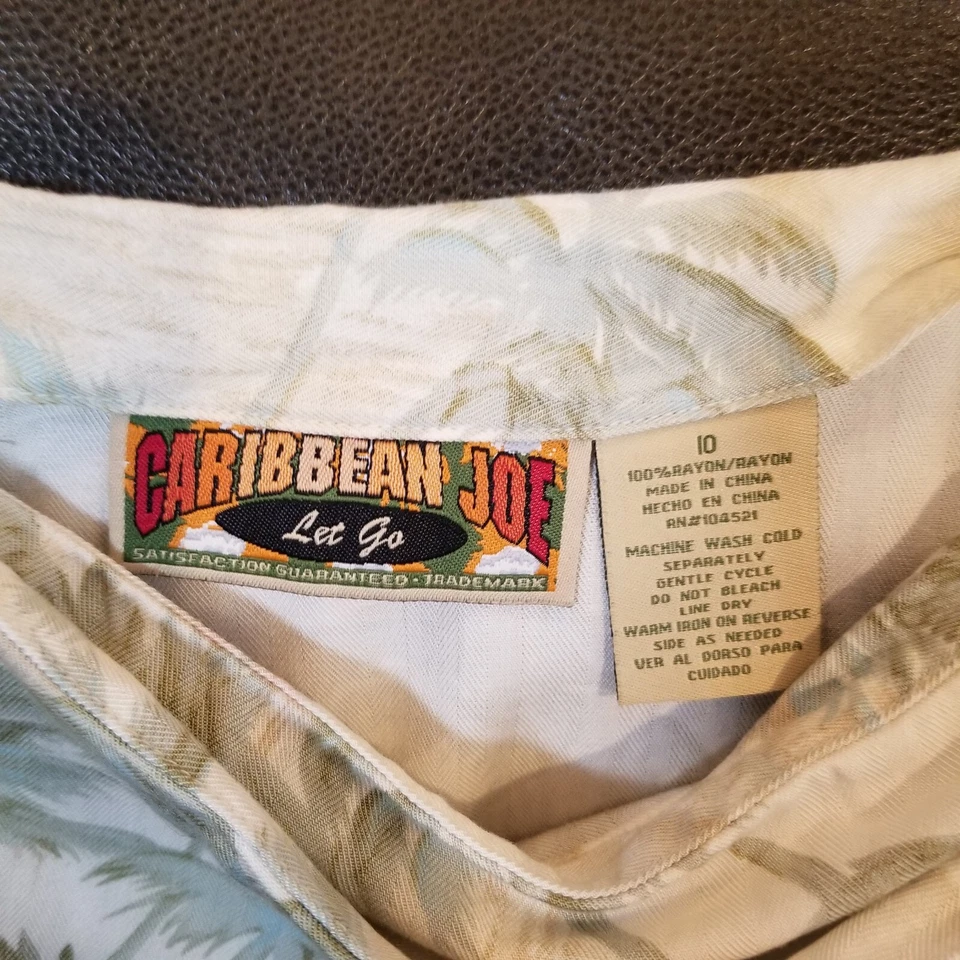 CARIBBEAN JOE
Let Go
SATISFACTION GUARANTEED · TRADEMARK
10
100%RAYON/RAYON
MADE IN CHINA
HECHO EN CHINA
RN#104521
MACHINE WASH COLD
SEPARATELY
GENTLE CYCLE
DO NOT BLEACH
LINE DRY
WARM IRON ON REVERSE
SIDE AS NEEDED
VER AL DORSO PARA
CUIDADO